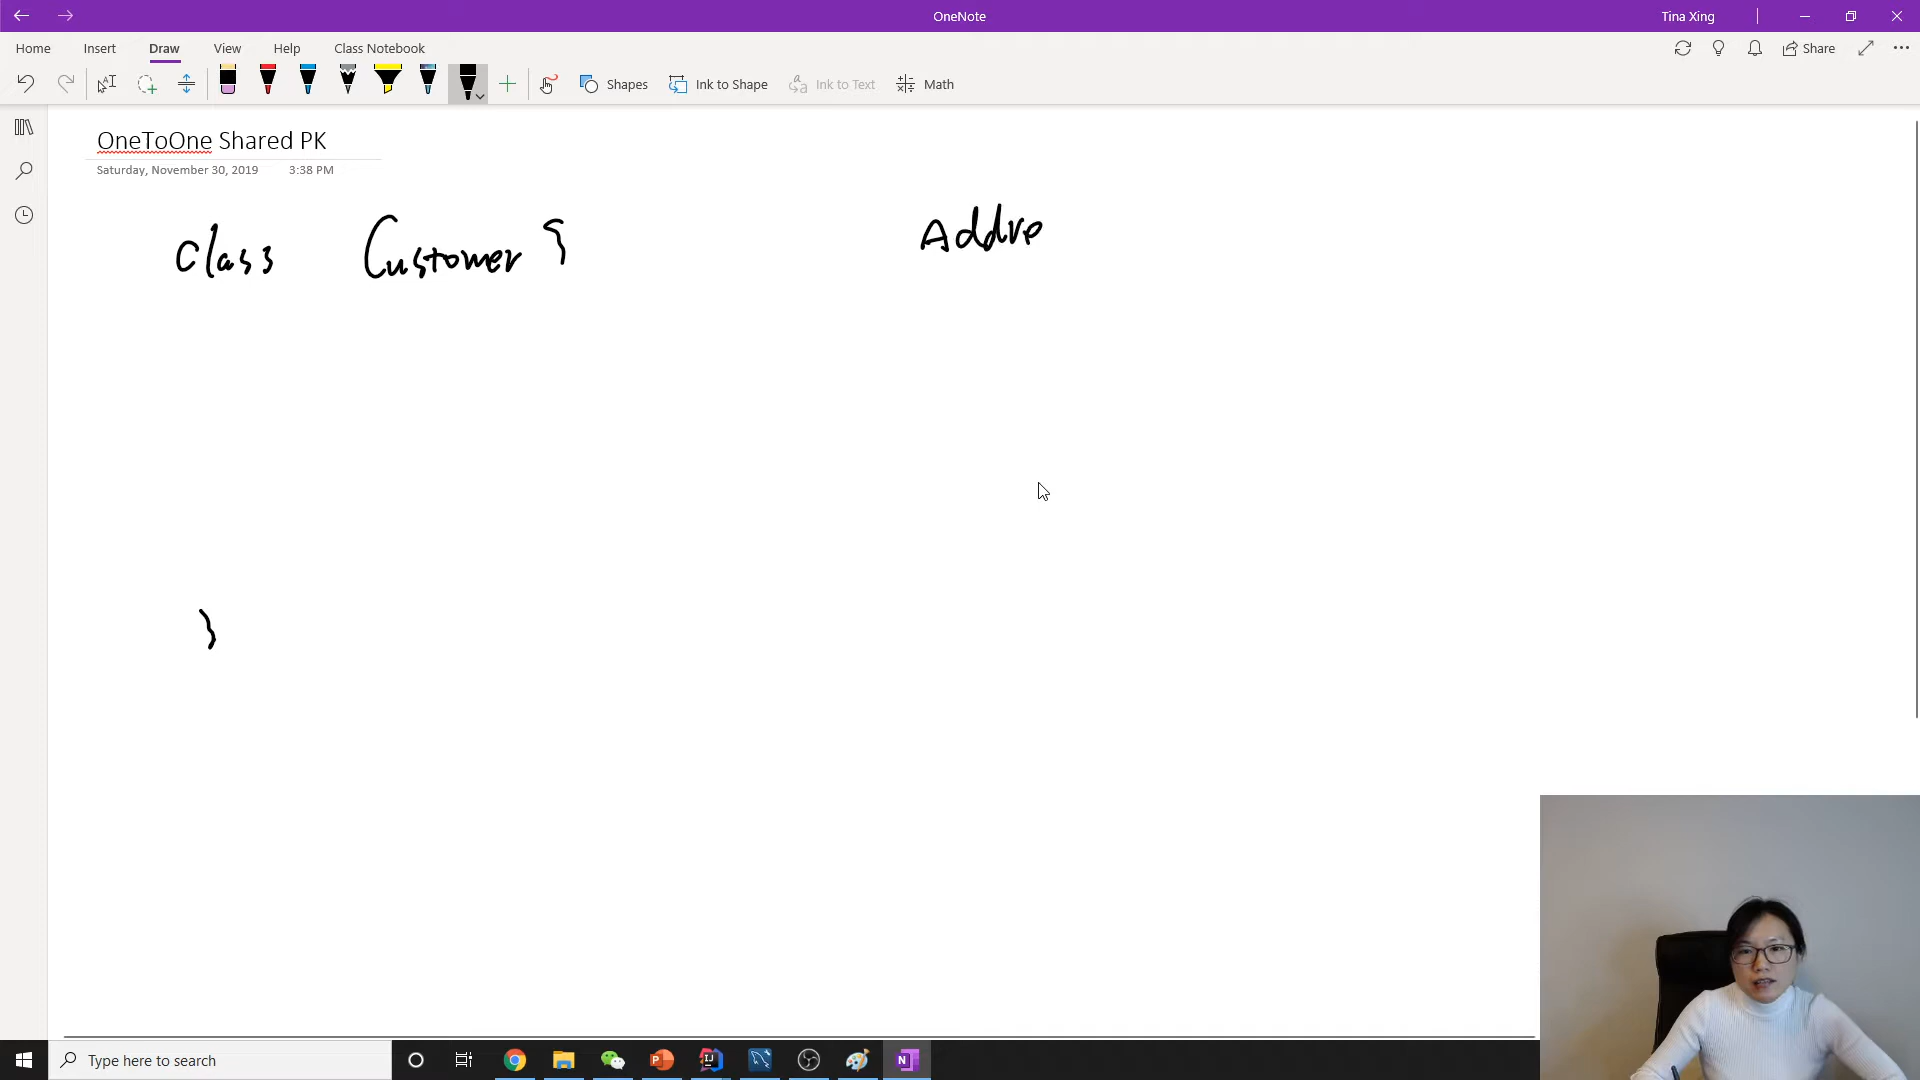 OneNote
Tina Xing
Home Insert Draw View Help Class Notebook
Share
Shapes Ink to Shape Ink to Text Math
OneToOne Shared PK
Saturday, November 30, 2019 3:38 PM
Class Customer {
Addre
}
Type here to search